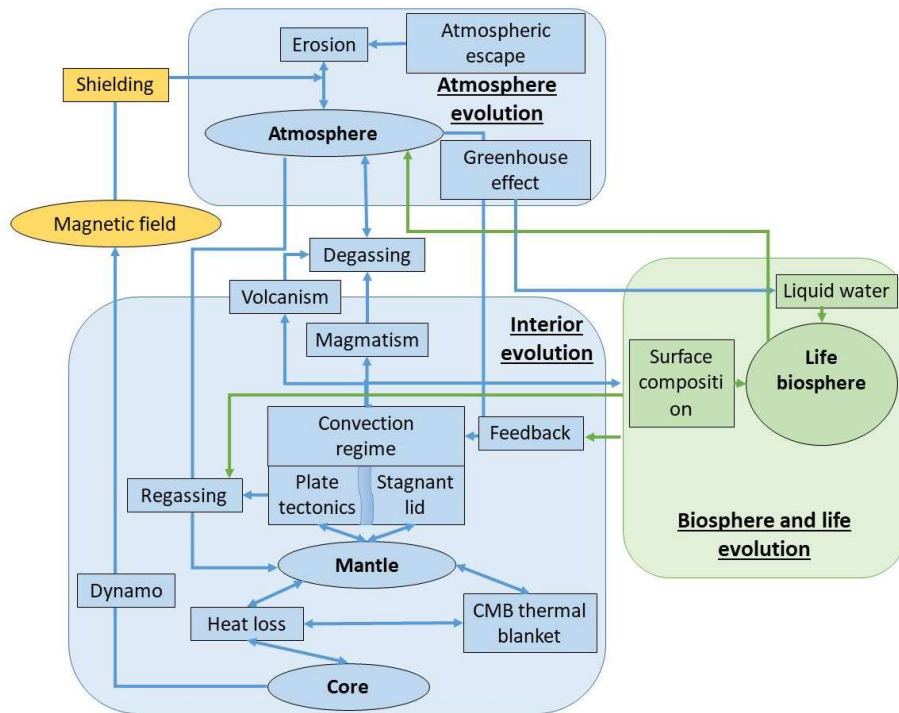 Atmospheric
escape
Erosion
Shielding
Atmosphere
evolution
Atmosphere
Greenhouse
effect
Magnetic field
Degassing
Volcanism
Liquid water
Magmatism
Interior
evolution
Surface
compositi
on
Life
biosphere
Convection
regime
Feedback
Plate
tectonics
Stagnant
lid
Regassing
Biosphere and life
evolution
Mantle
Dynamo
Heat loss
CMB thermal
blanket
Core